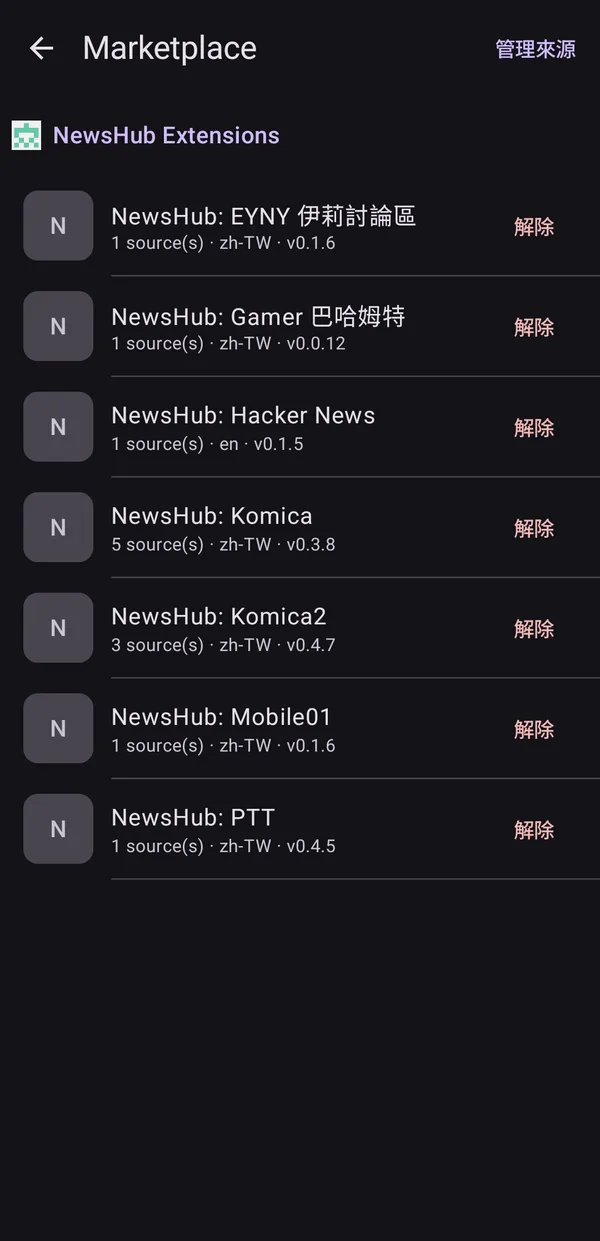 Marketplace
管理來源
NewsHub Extensions
N
NewsHub: EYNY 伊莉討論區
1 source(s) · zh-TW · v0.1.6
解除
N
NewsHub: Gamer 巴哈姆特
1 source(s) · zh-TW · v0.0.12
解除
N
NewsHub: Hacker News
1 source(s) · en · v0.1.5
解除
N
NewsHub: Komica
5 source(s) · zh-TW · v0.3.8
解除
N
NewsHub: Komica2
3 source(s) · zh-TW · v0.4.7
解除
N
NewsHub: Mobile01
1 source(s) · zh-TW · v0.1.6
解除
N
NewsHub: PTT
1 source(s) · zh-TW · v0.4.5
解除